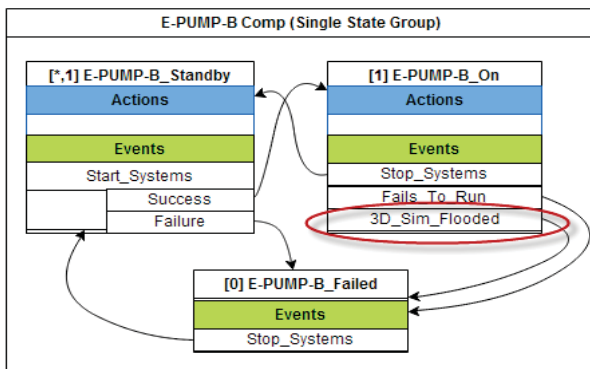 E-PUMP-B Comp (Single State Group)
[*,1] E-PUMP-B_Standby
Actions
Events
Start_Systems
Success
Failure
[1] E-PUMP-B_On
Actions
Events
Stop_Systems
Fails_To_Run
3D_Sim_Flooded
[0] E-PUMP-B_Failed
Events
Stop_Systems